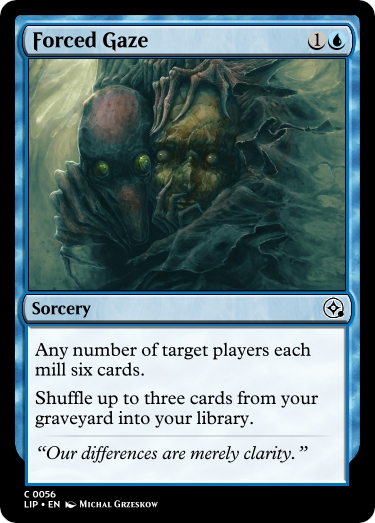 Forced Gaze 1
Sorcery
Any number of target players each
mill six cards.
Shuffle up to three cards from your
graveyard into your library.
“Our differences are merely clarity.”
C 0056
LIP • EN Michal Grzeskow